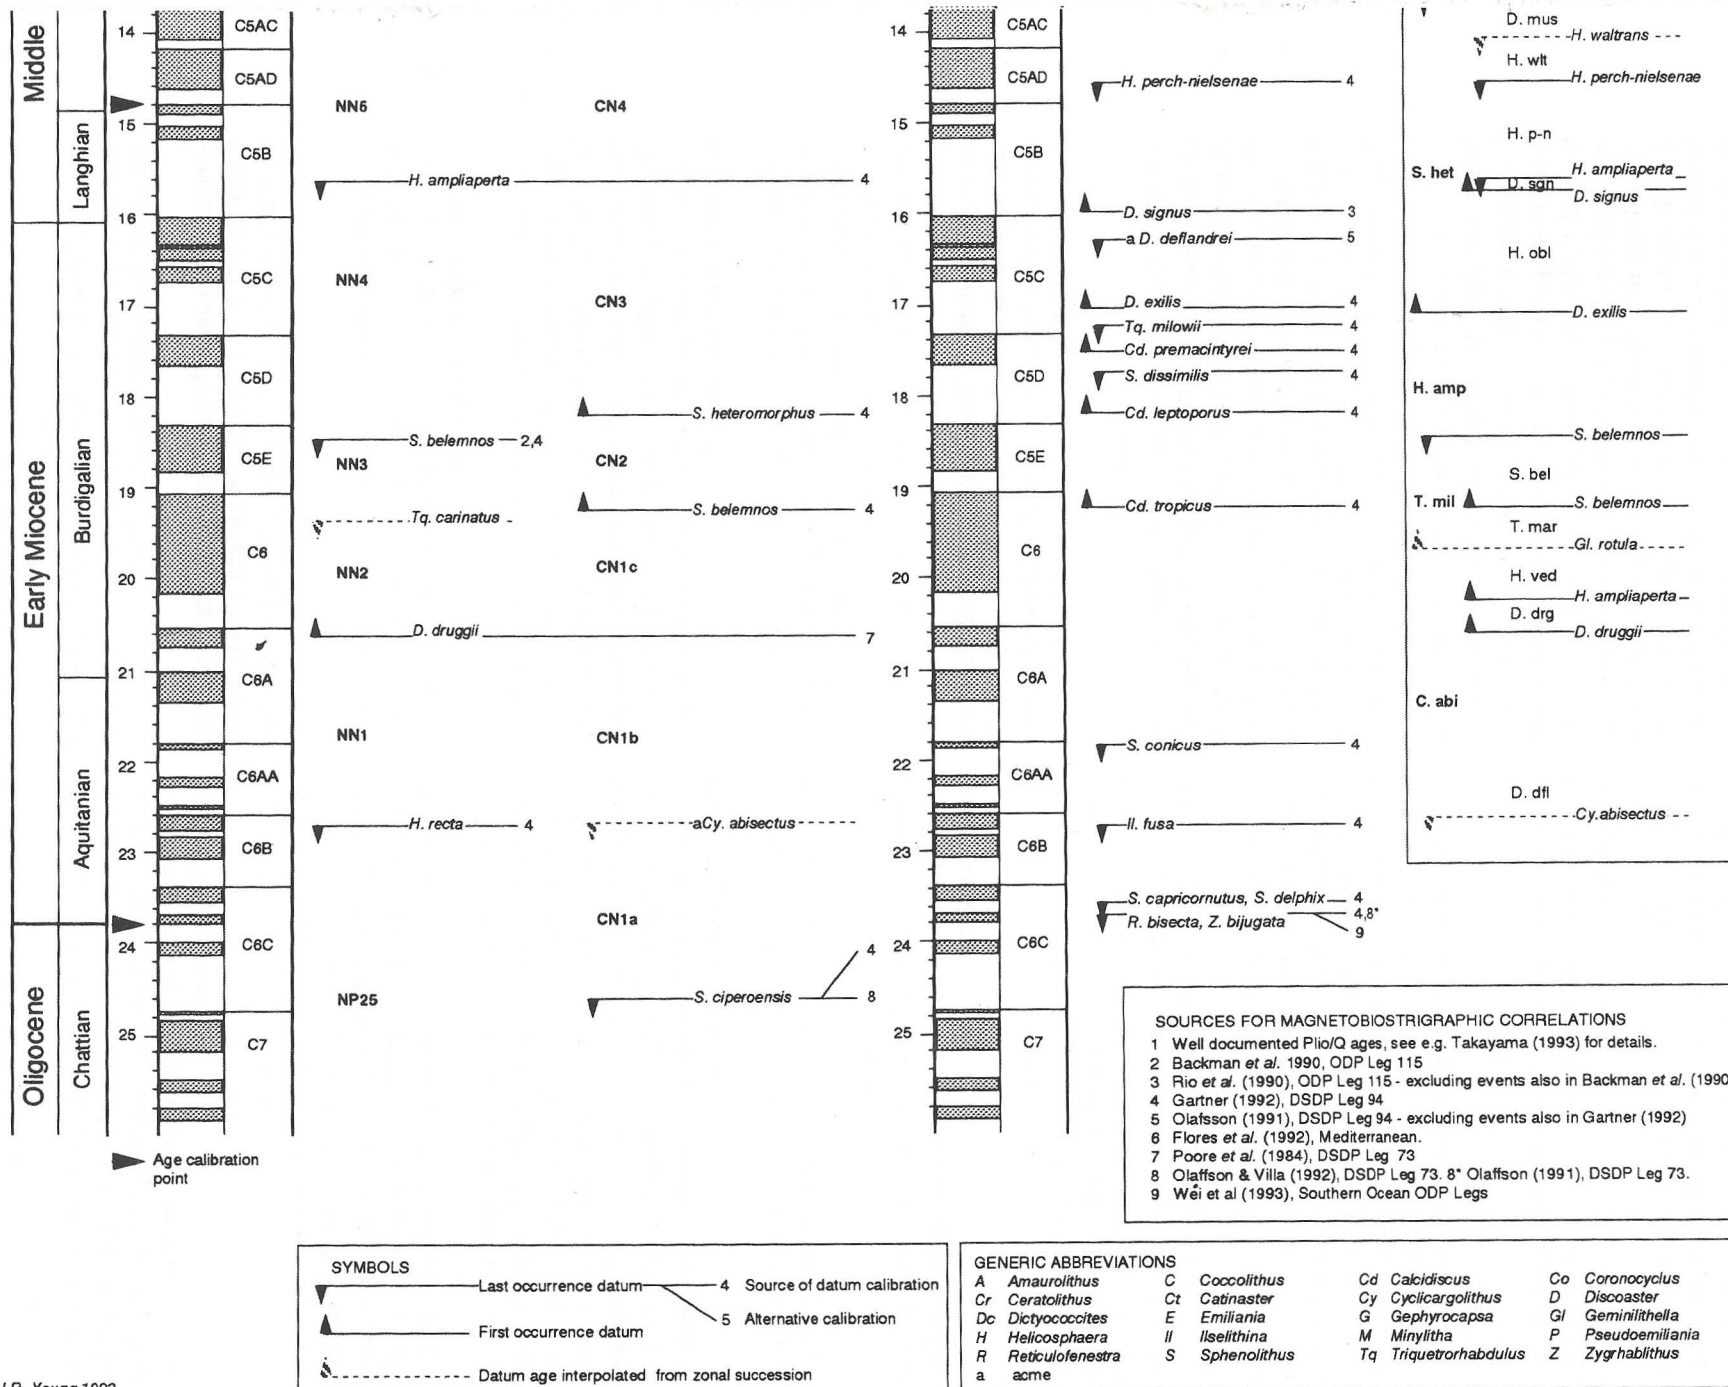 Middle
Early Miocene
Oligocene
Langhian
Burdigalian
Aquitanian
Chattian
14
15
16
17
18
19
20
21
22
23
24
25
C5AC
C5AD
C5B
C5C
C5D
C5E
C6
C6A
C6AA
C6B
C6C
C7
NN5
CN4
H. ampliaperta 4
NN4
CN3
S. heteromorphus 4
S. belemnos 2,4
NN3
CN2
S. belemnos 4
Tq. carinatus
NN2
CN1c
D. druggii 7
NN1
CN1b
H. recta 4
aCy. abisectus
CN1a
4
NP25
S. ciperoensis 8
14
15
16
17
18
19
20
21
22
23
24
25
C5AC
C5AD
C5B
C5C
C5D
C5E
C6
C6A
C6AA
C6B
C6C
C7
H. perch-nielsenae 4
D. signus 3
a D. deflandrei 5
D. exilis 4
Tq. milowii 4
Cd. premacintyrei 4
S. dissimilis 4
Cd. leptoporus 4
Cd. tropicus 4
S. conicus 4
Il. fusa 4
S. capricornutus, S. delphix 4
4,8*
R. bisecta, Z. bijugata
9
D. mus
H. waltrans
H. wlt
H. perch-nielsenae
H. p-n
S. het
H. ampliaperta
D. sgn
D. signus
H. obl
D. exilis
H. amp
S. belemnos
S. bel
T. mil
S. belemnos
T. mar
Gl. rotula
H. ved
H. ampliaperta
D. drg
D. druggii
C. abi
D. dfl
Cy.abisectus
Age calibration
point
SOURCES FOR MAGNETOBIOSTRIGRAPHIC CORRELATIONS
1 Well documented Plio/Q ages, see e.g. Takayama (1993) for details.
2 Backman et al. 1990, ODP Leg 115
3 Rio et al. (1990), ODP Leg 115 - excluding events also in Backman et al. (1990
4 Gartner (1992), DSDP Leg 94
5 Olafsson (1991), DSDP Leg 94 - excluding events also in Gartner (1992)
6 Flores et al. (1992), Mediterranean.
7 Poore et al. (1984), DSDP Leg 73
8 Olaffson & Villa (1992), DSDP Leg 73. 8* Olaffson (1991), DSDP Leg 73.
9 Wei et al (1993), Southern Ocean ODP Legs
SYMBOLS
Last occurrence datum 4 Source of datum calibration
5 Alternative calibration
First occurrence datum
Datum age interpolated from zonal succession
GENERIC ABBREVIATIONS
A Amaurolithus C Coccolithus Cd Calcidiscus Co Coronocyclus
Cr Ceratolithus Ct Catinaster Cy Cyclicargolithus D Discoaster
Dc Dictyococcites E Emiliania G Gephyrocapsa Gl Geminilithella
H Helicosphaera Il Ilselithina M Minylitha P Pseudoemiliania
R Reticulofenestra S Sphenolithus Tq Triquetrorhabdulus Z Zygrhablithus
a acme